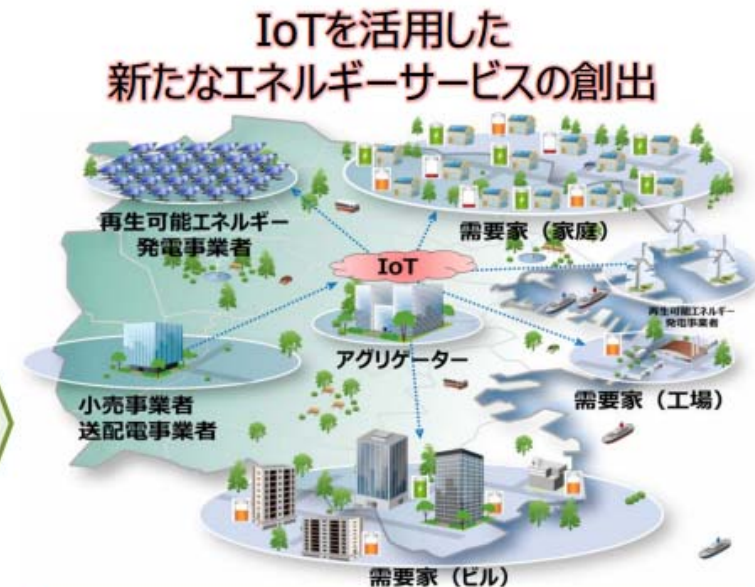 IoTを活用した
新たなエネルギーサービスの創出
再生可能エネルギー
発電事業者
需要家（家庭）
IoT
再生可能エネルギー
発電事業者
アグリゲーター
小売事業者
送配電事業者
需要家（工場）
需要家（ビル）